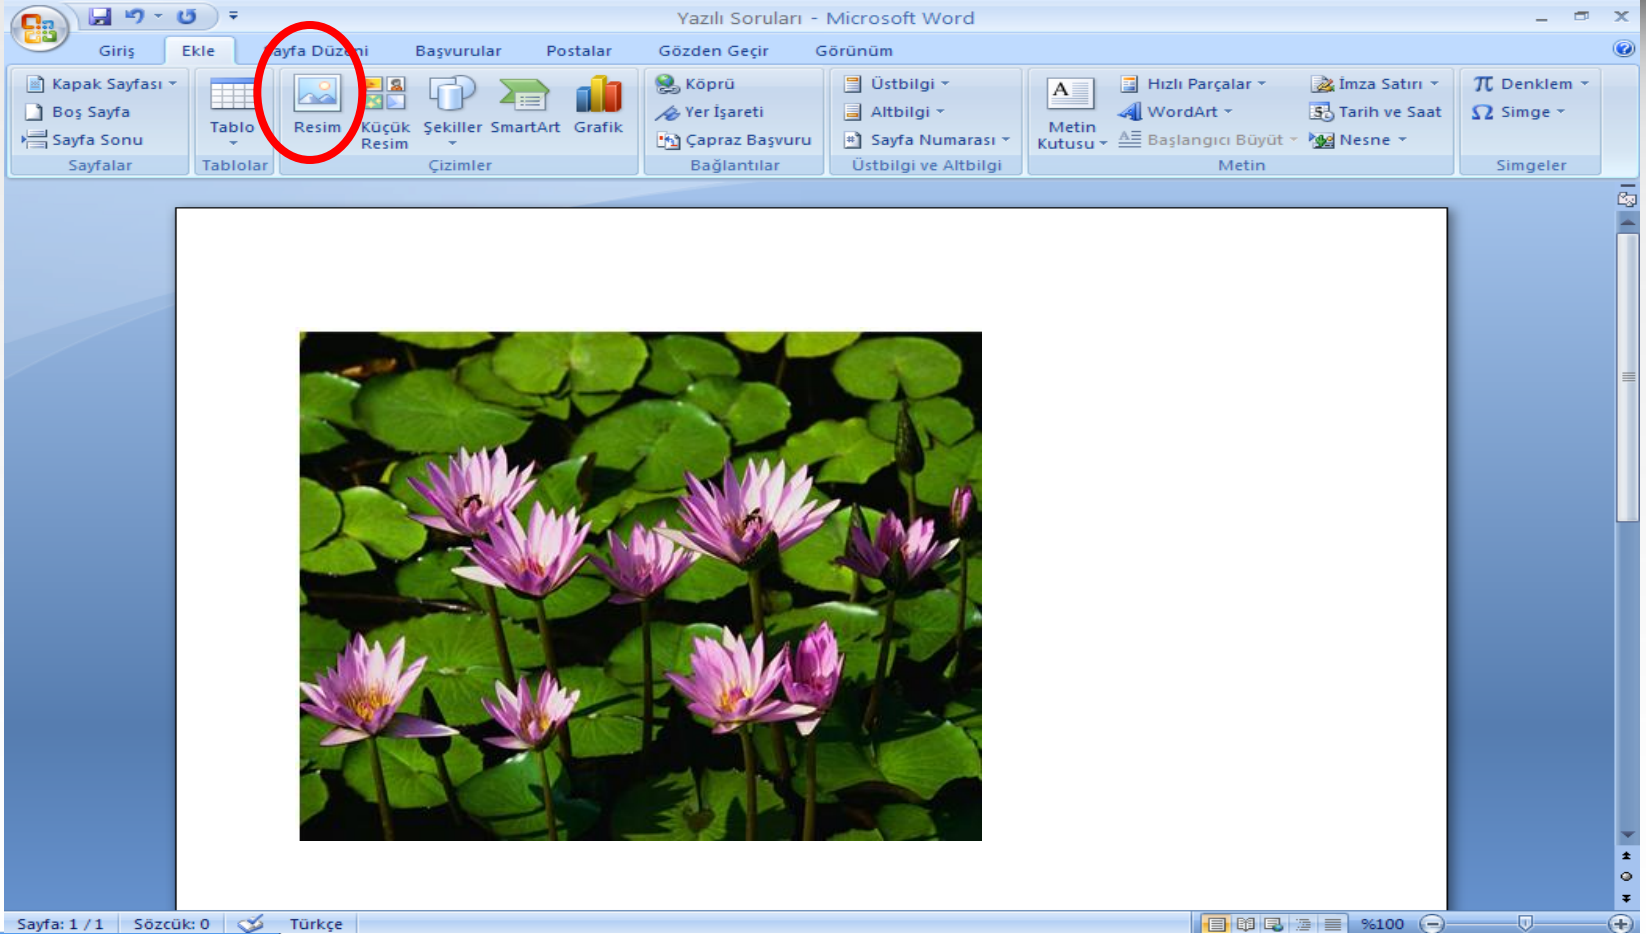 Yazılı Soruları - Microsoft Word
Giriş Ekle Sayfa Düzeni Başvurular Postalar Gözden Geçir Görünüm
Kapak Sayfası
Boş Sayfa
Sayfa Sonu
Sayfalar
Tablo
Tablolar
Resim
Küçük
Resim
Şekiller
SmartArt
Grafik
Çizimler
Köprü
Yer İşareti
Çapraz Başvuru
Bağlantılar
Üstbilgi
Altbilgi
Sayfa Numarası
Üstbilgi ve Altbilgi
A
Metin
Kutusu
Hızlı Parçalar
WordArt
Başlangıcı Büyüt
İmza Satırı
Tarih ve Saat
Nesne
Metin
π Denklem
Ω Simge
Simgeler
Sayfa: 1 / 1 Sözcük: 0 Türkçe %100